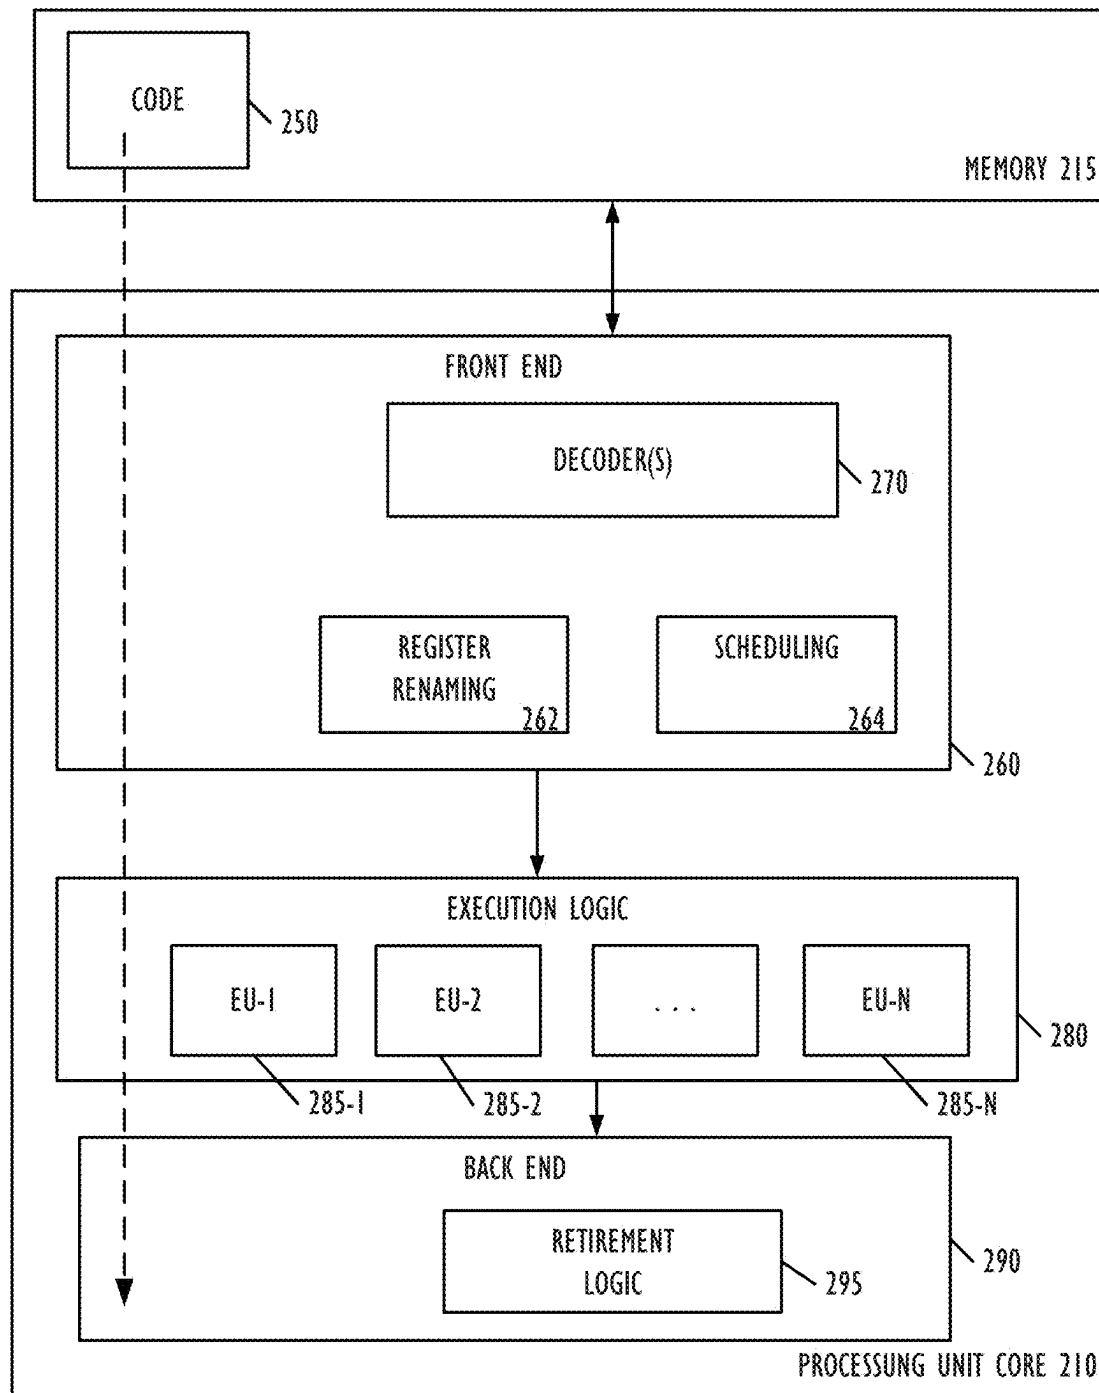 CODE
250
MEMORY 215
FRONT END
DECODER(S)
270
REGISTER
RENAMING
262
SCHEDULING
264
260
EXECUTION LOGIC
EU-1
EU-2
. . .
EU-N
280
285-1
285-2
285-N
BACK END
RETIREMENT
LOGIC
295
290
PROCESSUNG UNIT CORE 210